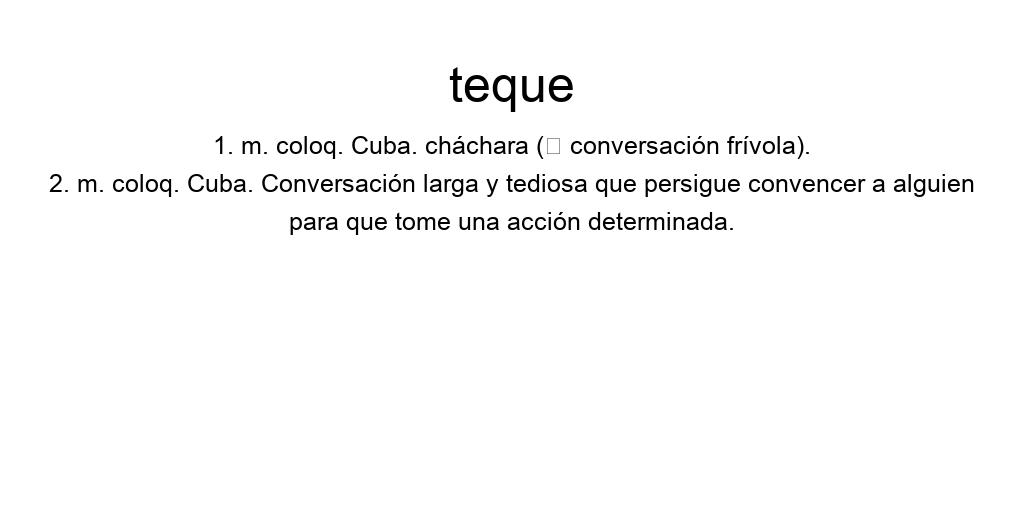 teque
1. m. coloq. Cuba. cháchara (□ conversación frívola).
2. m. coloq. Cuba. Conversación larga y tediosa que persigue convencer a alguien
para que tome una acción determinada.